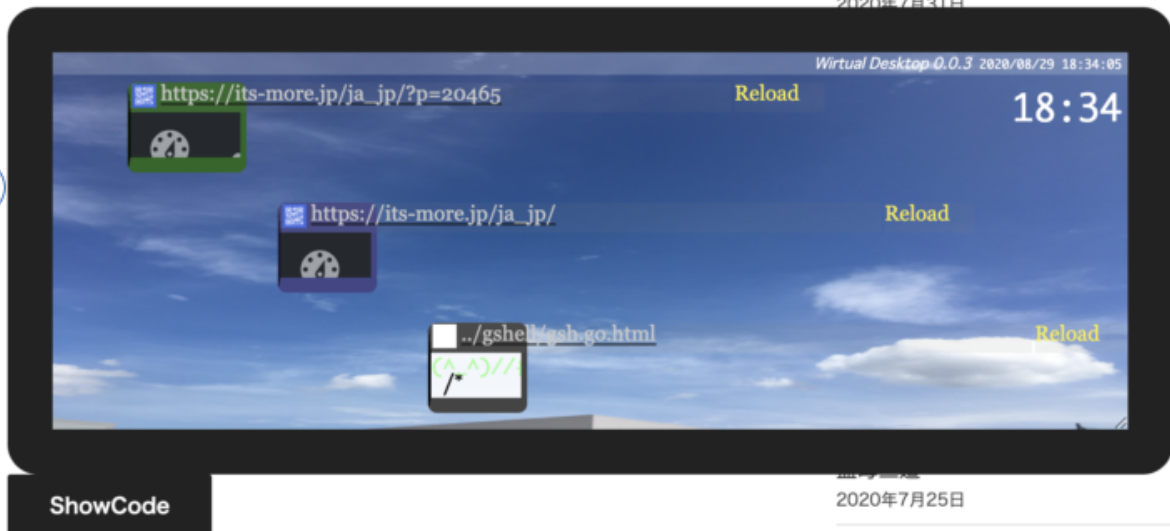 2020年7月31日
Wirtual Desktop 0.0.3 2020/08/29 18:34:05
https://its-more.jp/ja_jp/?p=20465 Reload
18:34
https://its-more.jp/ja_jp/ Reload
../gshell/gsh.go.html Reload
(^_^)//
/*
ShowCode
2020年7月25日